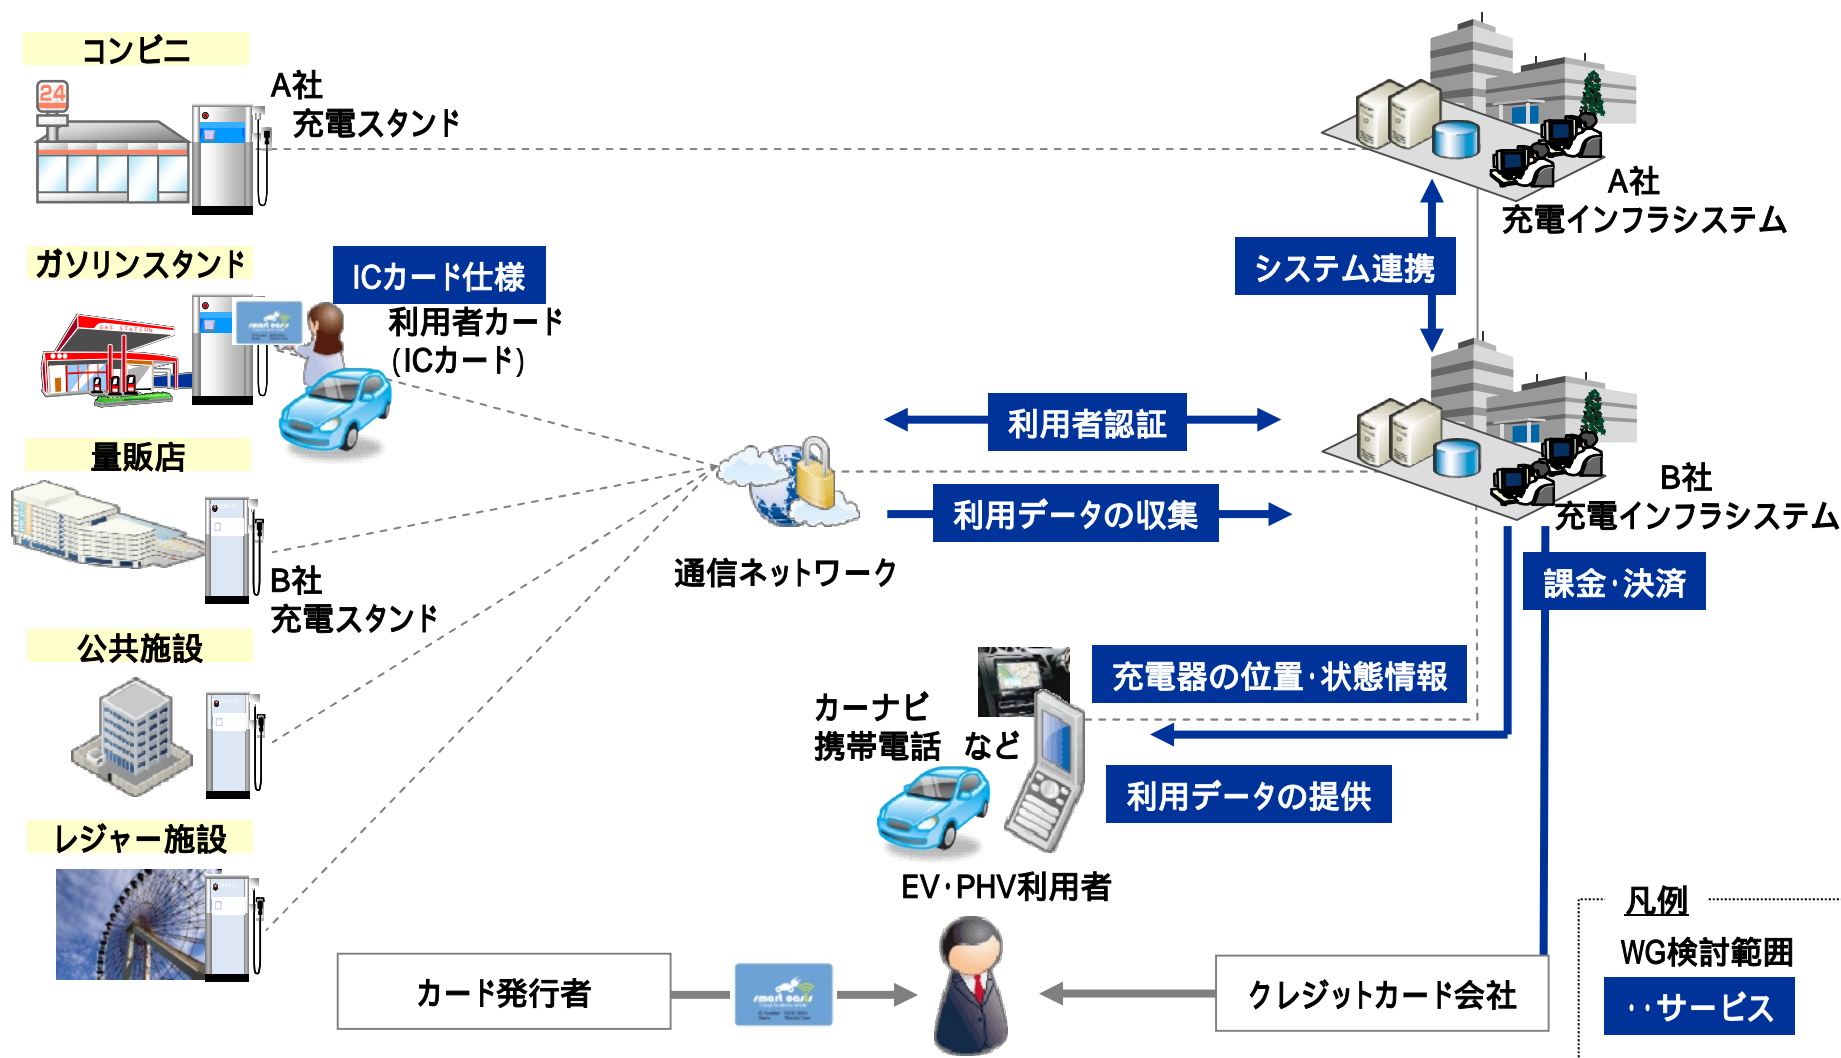 コンビニ
24
A社
充電スタンド
A社
充電インフラシステム
ガソリンスタンド
GAS STATION
ICカード仕様
smart oasis
利用者カード
(ICカード)
システム連携
量販店
利用者認証
利用データの収集
B社
充電インフラシステム
通信ネットワーク
B社
充電スタンド
課金・決済
公共施設
充電器の位置・状態情報
カーナビ
携帯電話 など
利用データの提供
レジャー施設
EV・PHV利用者
凡例
WG検討範囲
・・サービス
カード発行者
smart oasis
クレジットカード会社